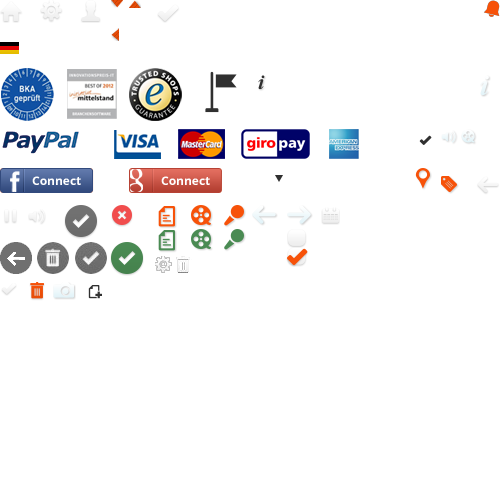 BKA
geprüft
INNOVATIONSPREIS-IT
BEST OF 2012
initiative
mittelstand
BRANCHENSOFTWARE
TRUSTED SHOPS
e
GUARANTEE
i
i
PayPal
VISA
MasterCard
giropay
AMERICAN
EXPRESS
f Connect
g Connect